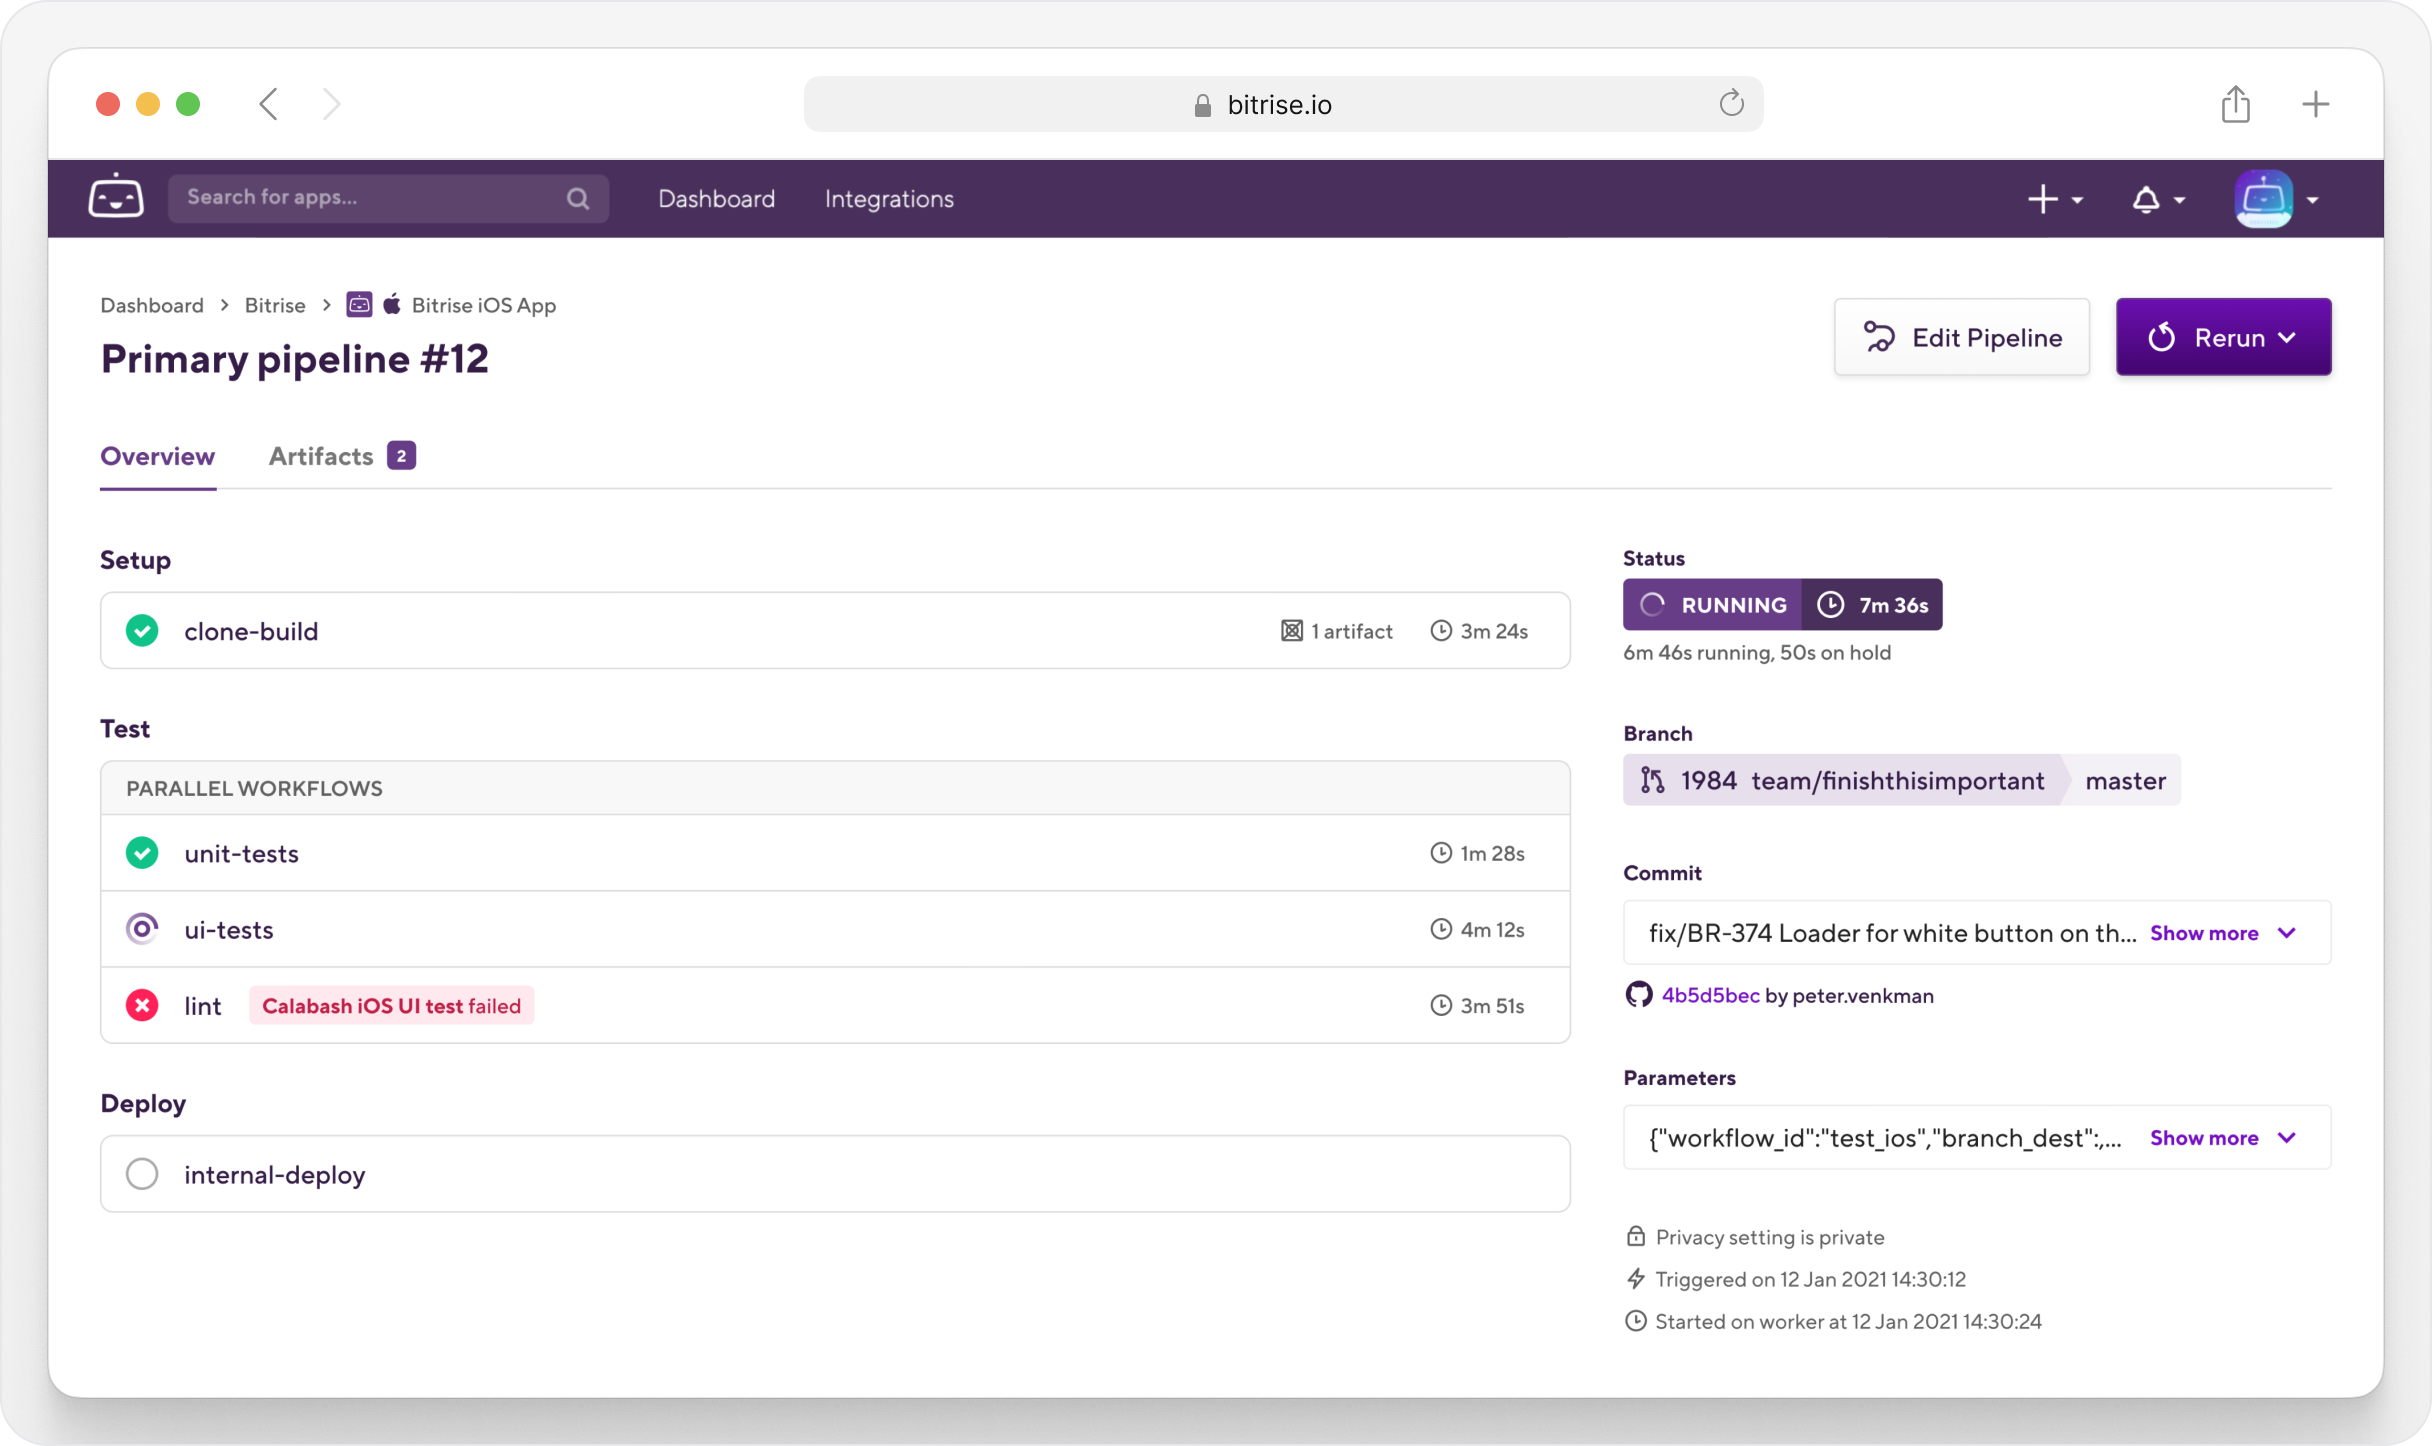 bitrise.io
Search for apps...
Dashboard
Integrations
Dashboard > Bitrise > Bitrise iOS App
Primary pipeline #12
Edit Pipeline
Rerun
Overview
Artifacts 2
Setup
clone-build
1 artifact
3m 24s
Test
PARALLEL WORKFLOWS
unit-tests
1m 28s
ui-tests
4m 12s
lint
Calabash iOS UI test failed
3m 51s
Deploy
internal-deploy
Status
RUNNING 7m 36s
6m 46s running, 50s on hold
Branch
1984 team/finishthisimportant master
Commit
fix/BR-374 Loader for white button on th... Show more
4b5d5bec by peter.venkman
Parameters
{"workflow_id":"test_ios","branch_dest":,... Show more
Privacy setting is private
Triggered on 12 Jan 2021 14:30:12
Started on worker at 12 Jan 2021 14:30:24